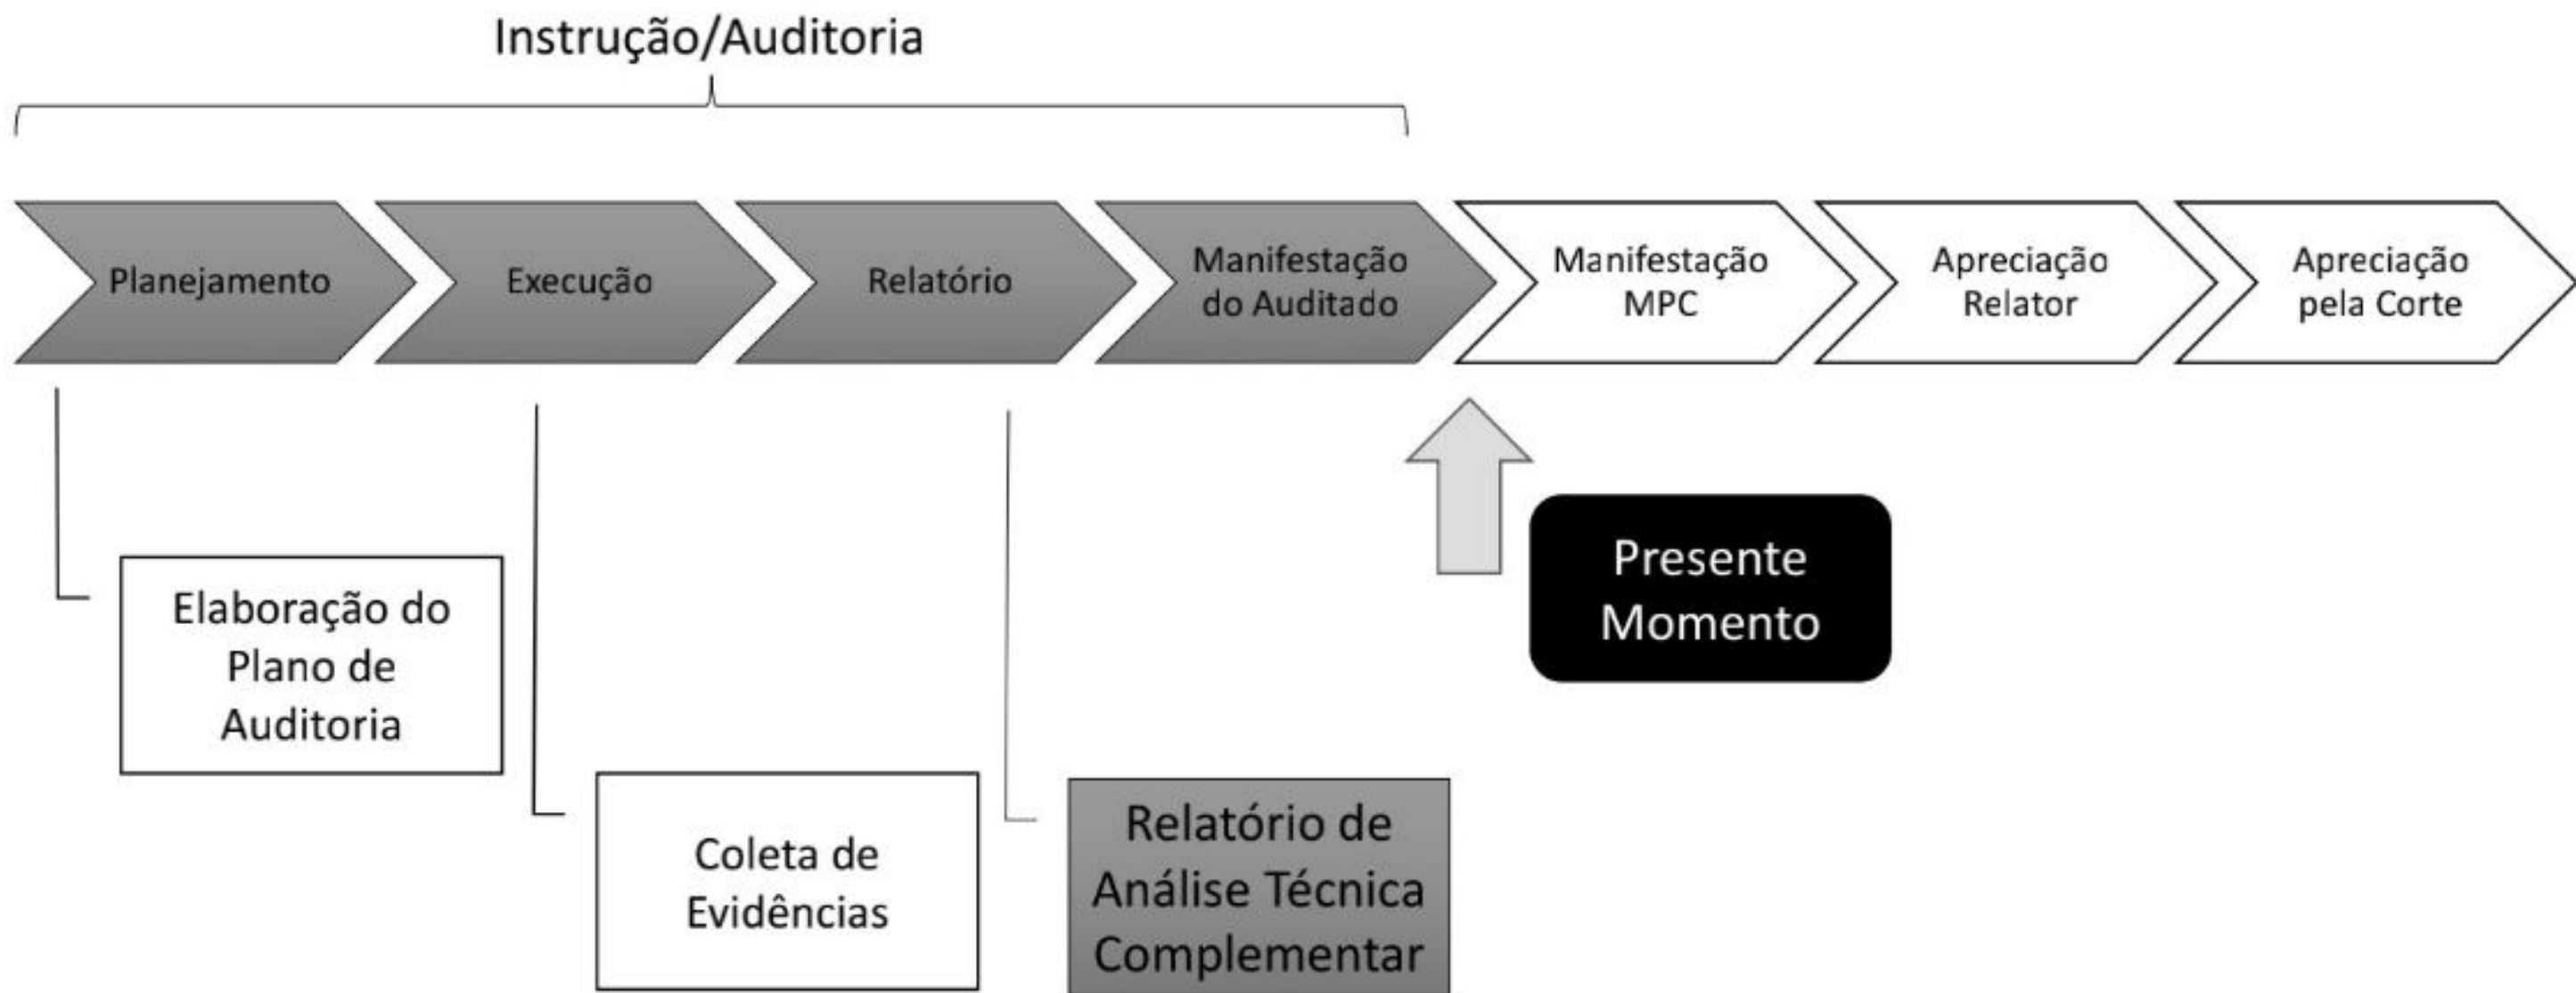 Instrução/Auditoria
Planejamento
Execução
Relatório
Manifestação
do Auditado
Manifestação
MPC
Apreciação
Relator
Apreciação
pela Corte
Presente
Momento
Elaboração do
Plano de
Auditoria
Coleta de
Evidências
Relatório de
Análise Técnica
Complementar